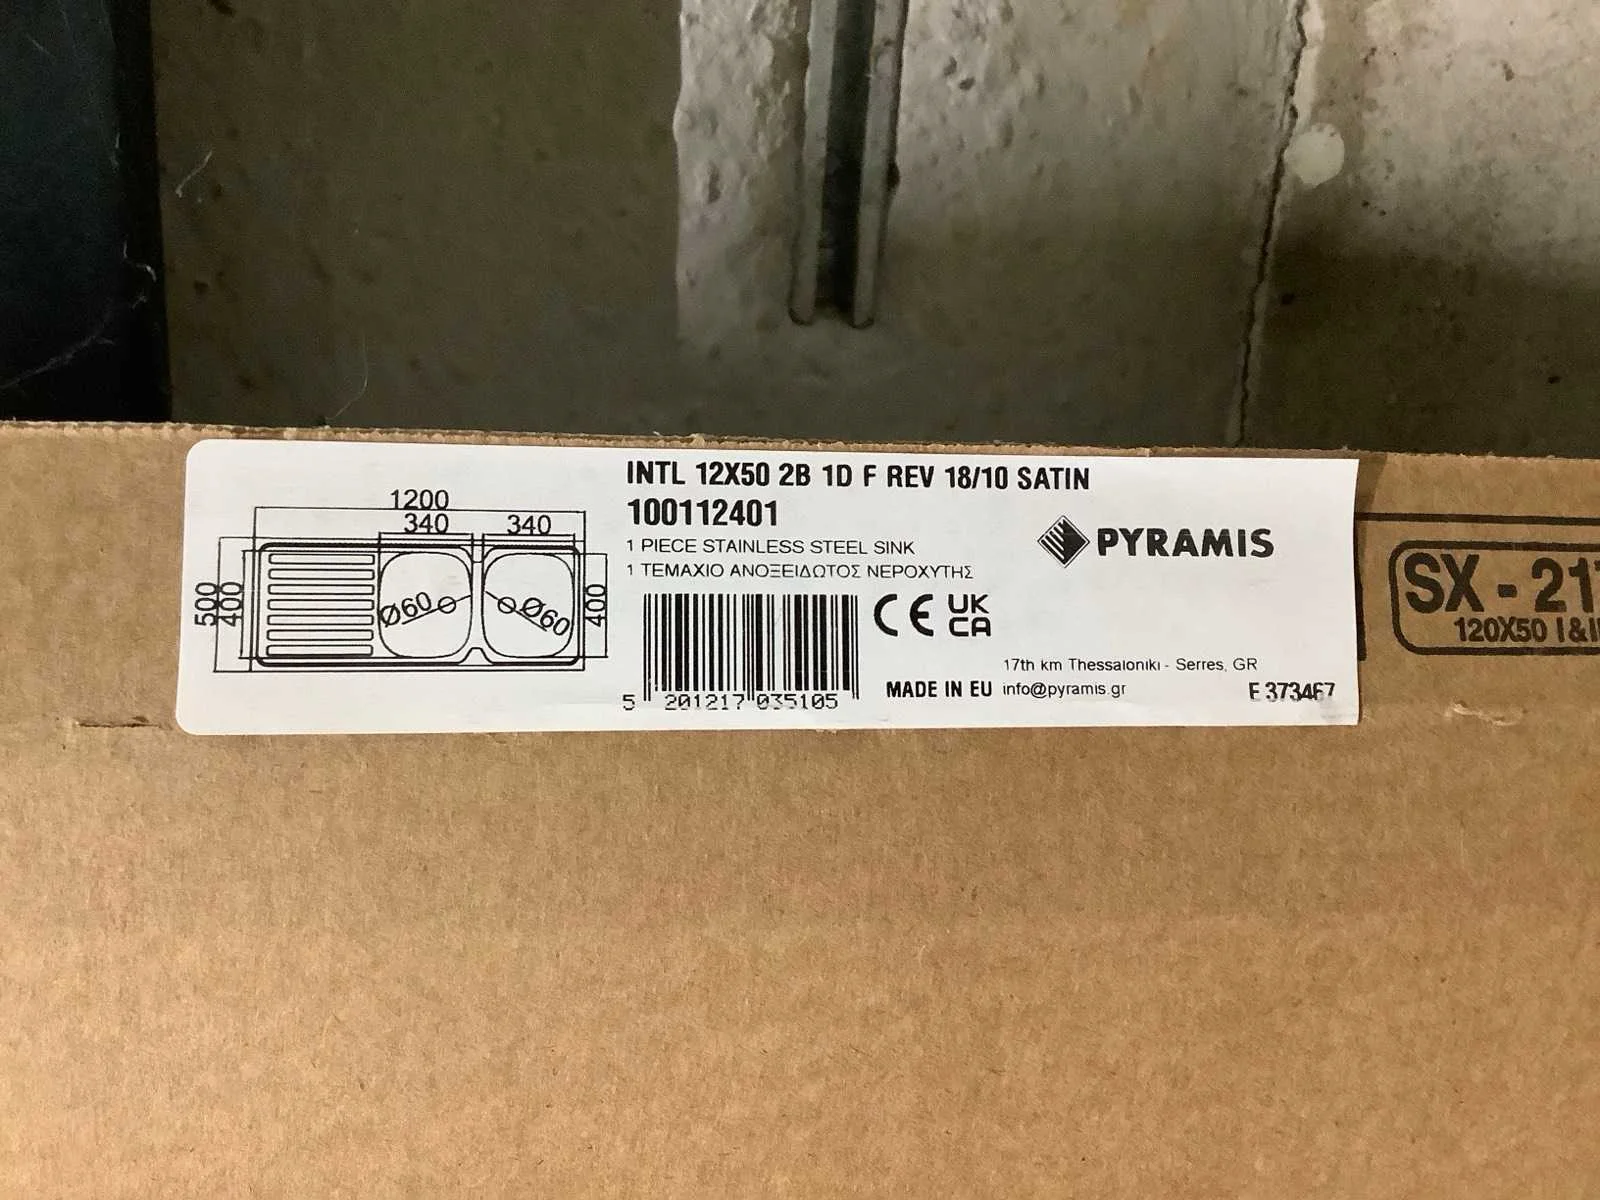 INTL 12X50 2B 1D F REV 18/10 SATIN
100112401
1 PIECE STAINLESS STEEL SINK
1 ΤΕΜΑΧΙΟ ΑΝΟΞΕΙΔΩΤΟΣ ΝΕΡΟΧΥΤΗΣ
PYRAMIS
1200
340 340
500
400
Ø60
Ø60
400
CE UK
CA
17th km Thessaloniki - Serres, GR
MADE IN EU info@pyramis.gr
E 373467
5 201217 035105
SX - 21
120X50 I&I